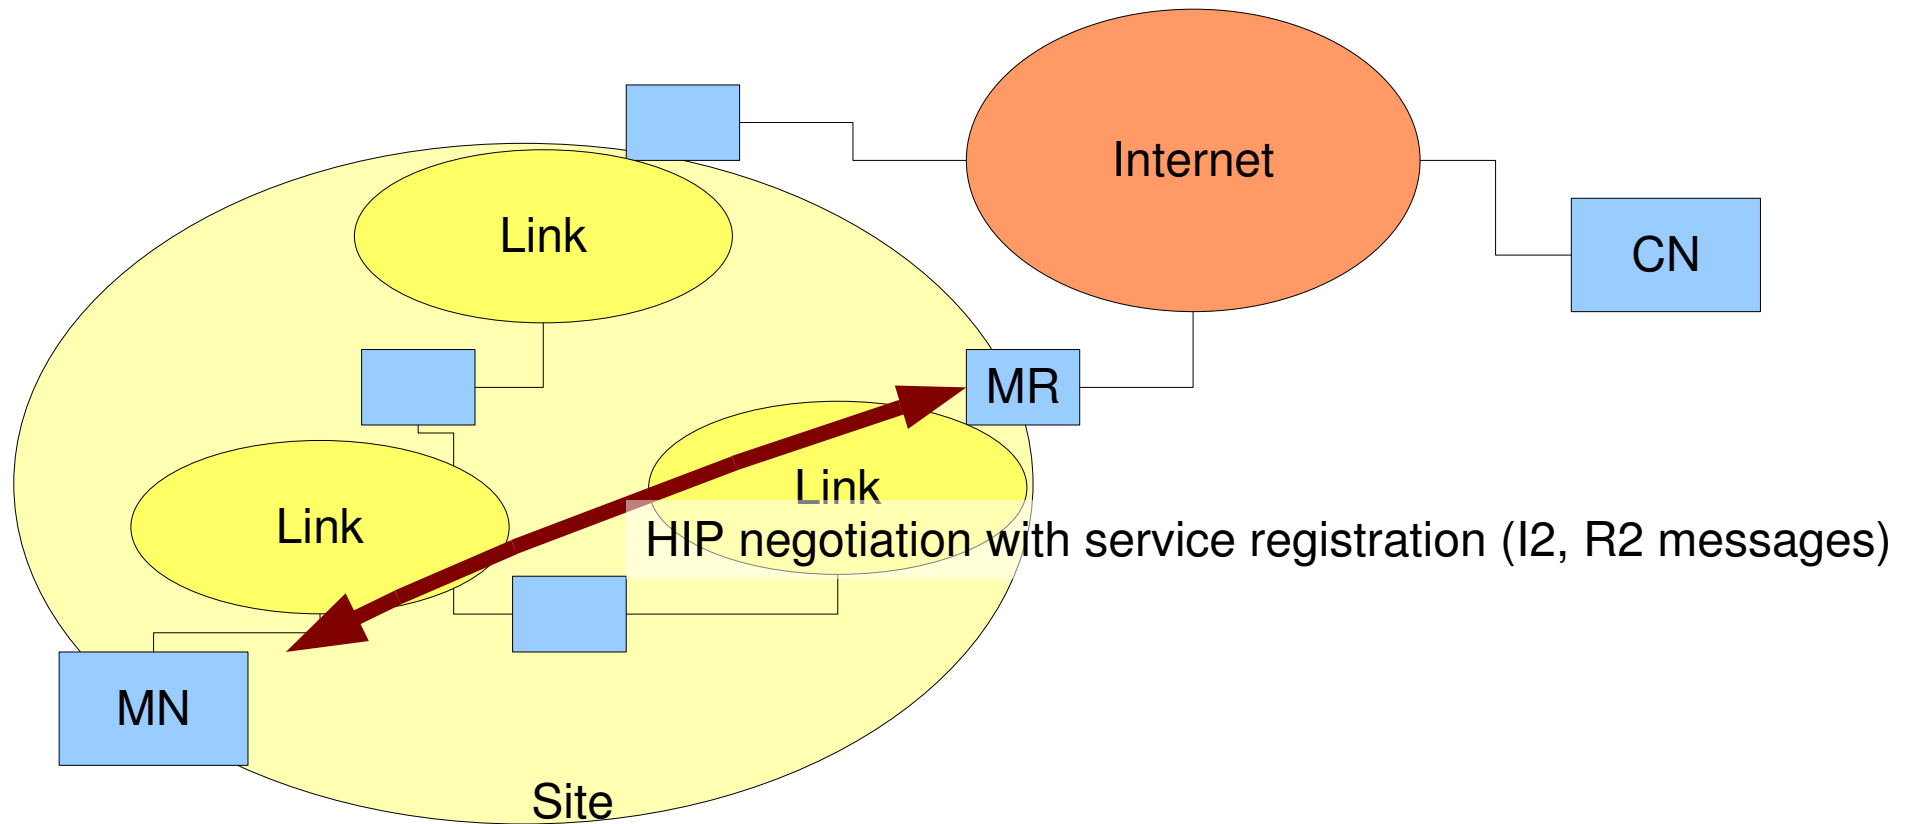 Internet
Link
CN
MR
Link
Link
HIP negotiation with service registration (I2, R2 messages)
MN
Site